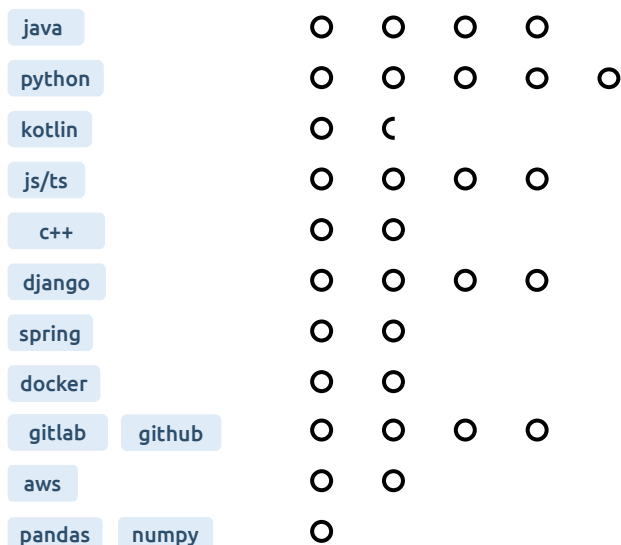 java
python
kotlin
js/ts
c++
django
spring
docker
gitlab github
aws
pandas numpy